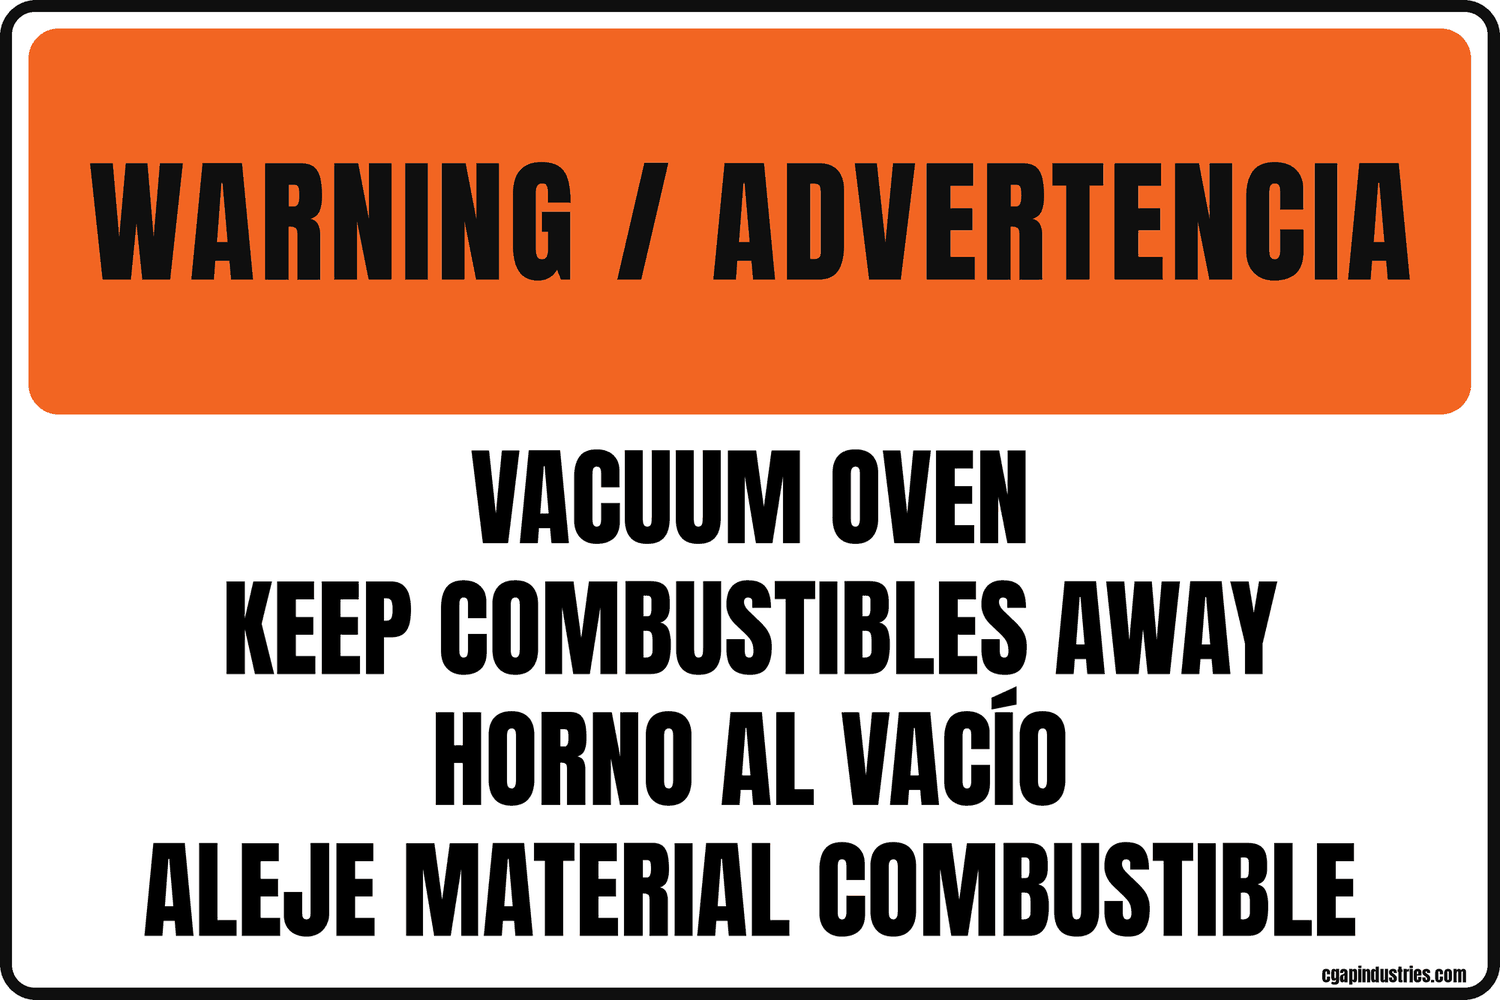 WARNING / ADVERTENCIA
VACUUM OVEN
KEEP COMBUSTIBLES AWAY
HORNO AL VACÍO
ALEJE MATERIAL COMBUSTIBLE
cgapindustries.com